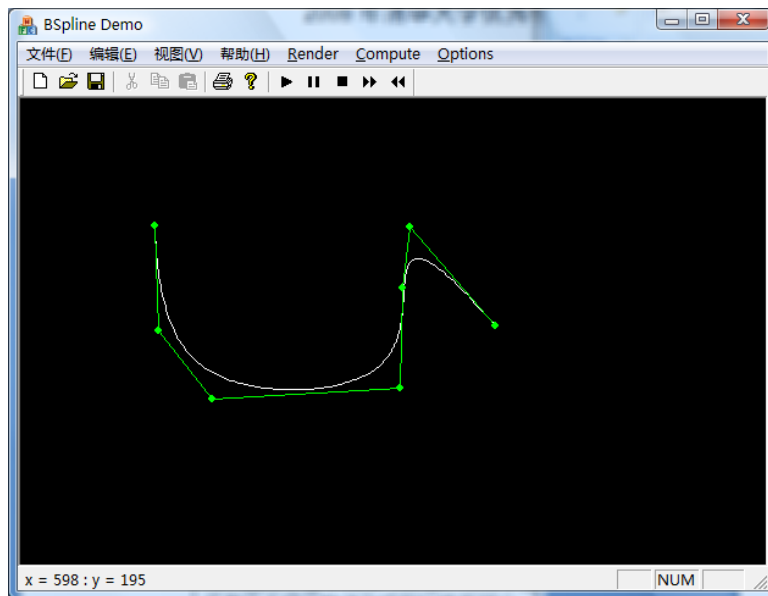 BSpline Demo
文件(F) 编辑(E) 视图(V) 帮助(H) Render Compute Options
x = 598 : y = 195 NUM